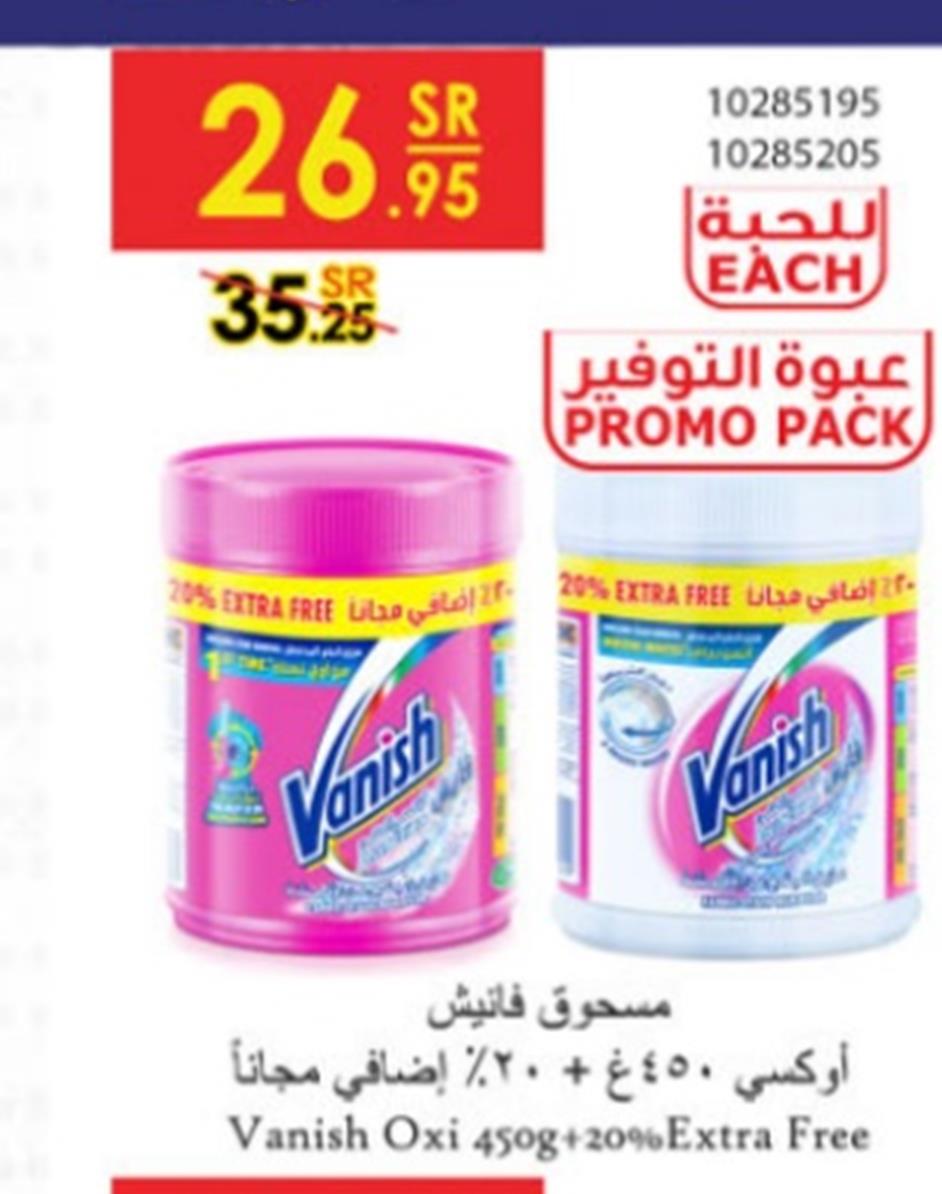 26.95 SR
35.25 SR
10285195
10285205
للحبة
EACH
عبوة التوفير
PROMO PACK
20% EXTRA FREE ٢٠٪ إضافي مجاناً
Vanish
20% EXTRA FREE ٢٠٪ إضافي مجاناً
Vanish
مسحوق فانيش
أوكسي ٤٥٠غ + ٢٠٪ إضافي مجاناً
Vanish Oxi 450g+20%Extra Free